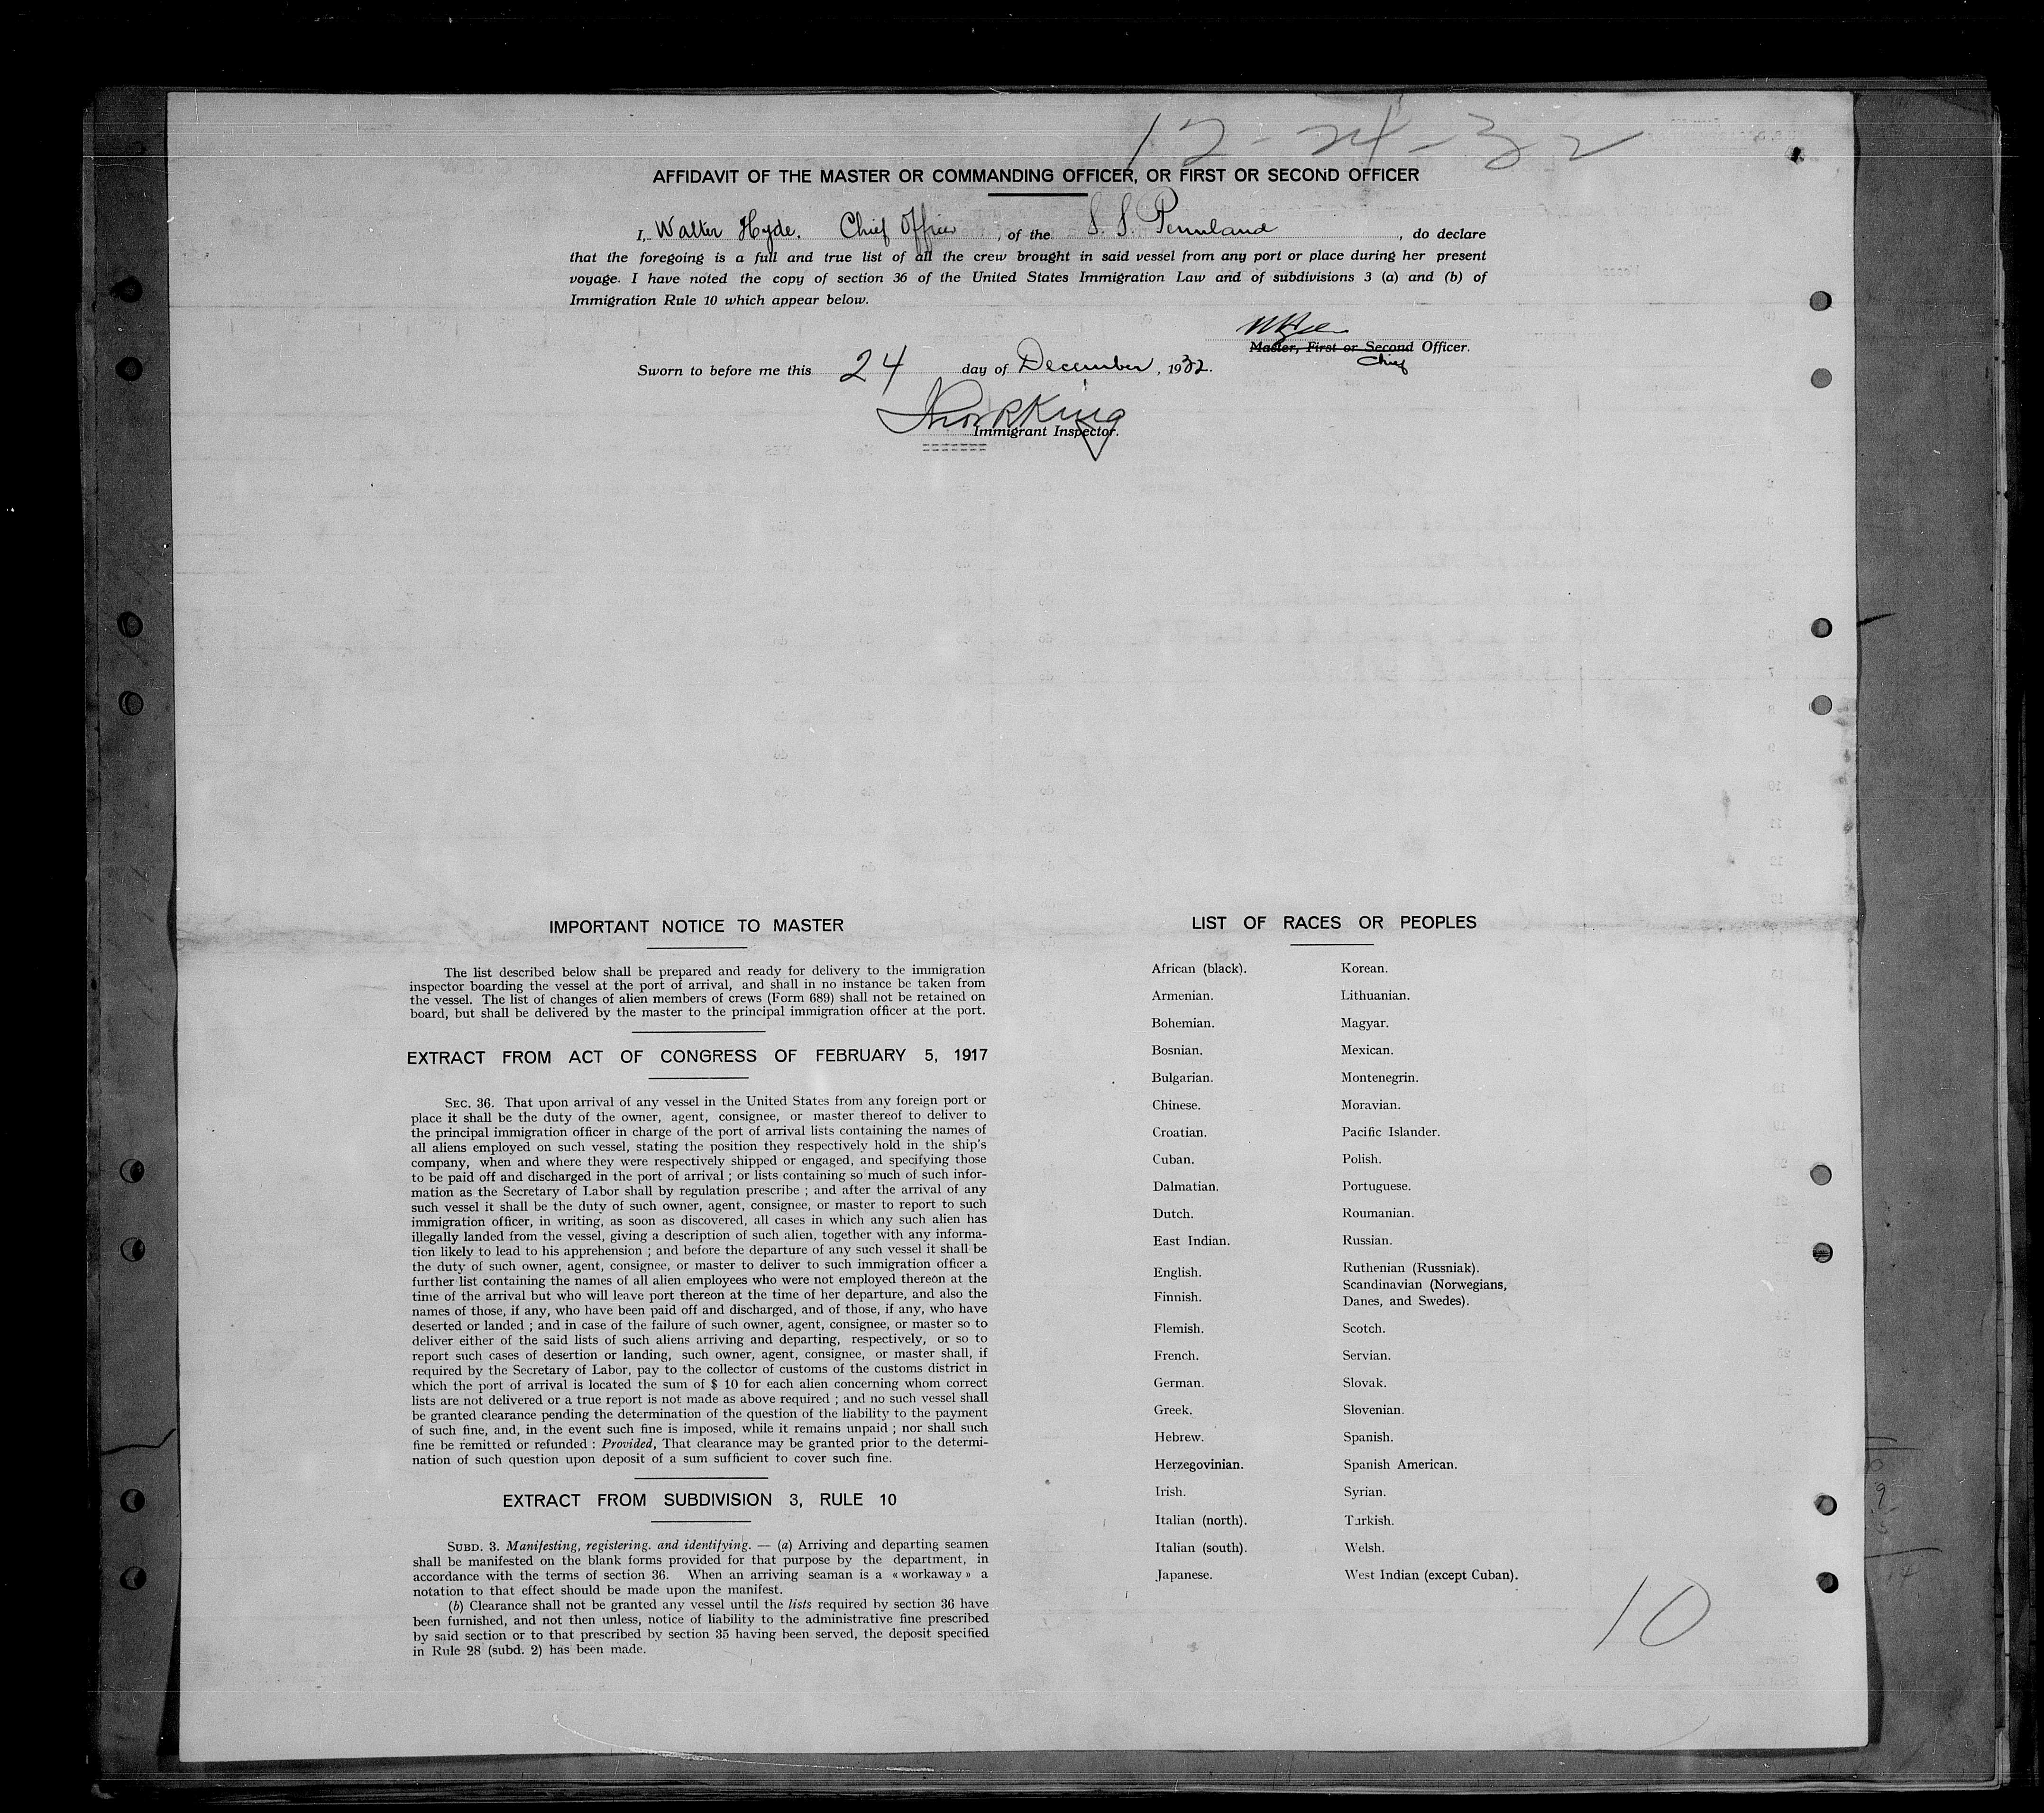 12-24-32
AFFIDAVIT OF THE MASTER OR COMMANDING OFFICER, OR FIRST OR SECOND OFFICER
I, Walter Hyde. Chief Officer, of the S. S. Pennland, do declare
that the foregoing is a full and true list of all the crew brought in said vessel from any port or place during her present
voyage. I have noted the copy of section 36 of the United States Immigration Law and of subdivisions 3 (a) and (b) of
Immigration Rule 10 which appear below.
Master, First or Second Officer.
Chief
Sworn to before me this 24 day of December, 1932.
R King
Immigrant Inspector.
IMPORTANT NOTICE TO MASTER
The list described below shall be prepared and ready for delivery to the immigration
inspector boarding the vessel at the port of arrival, and shall in no instance be taken from
the vessel. The list of changes of alien members of crews (Form 689) shall not be retained on
board, but shall be delivered by the master to the principal immigration officer at the port.
EXTRACT FROM ACT OF CONGRESS OF FEBRUARY 5, 1917
SEC. 36. That upon arrival of any vessel in the United States from any foreign port or
place it shall be the duty of the owner, agent, consignee, or master thereof to deliver to
the principal immigration officer in charge of the port of arrival lists containing the names of
all aliens employed on such vessel, stating the position they respectively hold in the ship's
company, when and where they were respectively shipped or engaged, and specifying those
to be paid off and discharged in the port of arrival ; or lists containing so much of such infor-
mation as the Secretary of Labor shall by regulation prescribe ; and after the arrival of any
such vessel it shall be the duty of such owner, agent, consignee, or master to report to such
immigration officer, in writing, as soon as discovered, all cases in which any such alien has
illegally landed from the vessel, giving a description of such alien, together with any informa-
tion likely to lead to his apprehension ; and before the departure of any such vessel it shall be
the duty of such owner, agent, consignee, or master to deliver to such immigration officer a
further list containing the names of all alien employees who were not employed thereon at the
time of the arrival but who will leave port thereon at the time of her departure, and also the
names of those, if any, who have been paid off and discharged, and of those, if any, who have
deserted or landed ; and in case of the failure of such owner, agent, consignee, or master so to
deliver either of the said lists of such aliens arriving and departing, respectively, or so to
report such cases of desertion or landing, such owner, agent, consignee, or master shall, if
required by the Secretary of Labor, pay to the collector of customs of the customs district in
which the port of arrival is located the sum of $ 10 for each alien concerning whom correct
lists are not delivered or a true report is not made as above required ; and no such vessel shall
be granted clearance pending the determination of the question of the liability to the payment
of such fine, and, in the event such fine is imposed, while it remains unpaid ; nor shall such
fine be remitted or refunded : Provided, That clearance may be granted prior to the determi-
nation of such question upon deposit of a sum sufficient to cover such fine.
EXTRACT FROM SUBDIVISION 3, RULE 10
SUBD. 3. Manifesting, registering. and identifying. — (a) Arriving and departing seamen
shall be manifested on the blank forms provided for that purpose by the department, in
accordance with the terms of section 36. When an arriving seaman is a « workaway » a
notation to that effect should be made upon the manifest.
(b) Clearance shall not be granted any vessel until the lists required by section 36 have
been furnished, and not then unless, notice of liability to the administrative fine prescribed
by said section or to that prescribed by section 35 having been served, the deposit specified
in Rule 28 (subd. 2) has been made.
LIST OF RACES OR PEOPLES
African (black).
Armenian.
Bohemian.
Bosnian.
Bulgarian.
Chinese.
Croatian.
Cuban.
Dalmatian.
Dutch.
East Indian.
English.
Finnish.
Flemish.
French.
German.
Greek.
Hebrew.
Herzegovinian.
Irish.
Italian (north).
Italian (south).
Japanese.
Korean.
Lithuanian.
Magyar.
Mexican.
Montenegrin.
Moravian.
Pacific Islander.
Polish.
Portuguese.
Roumanian.
Russian.
Ruthenian (Russniak).
Scandinavian (Norwegians,
Danes, and Swedes).
Scotch.
Servian.
Slovak.
Slovenian.
Spanish.
Spanish American.
Syrian.
Turkish.
Welsh.
West Indian (except Cuban).
10